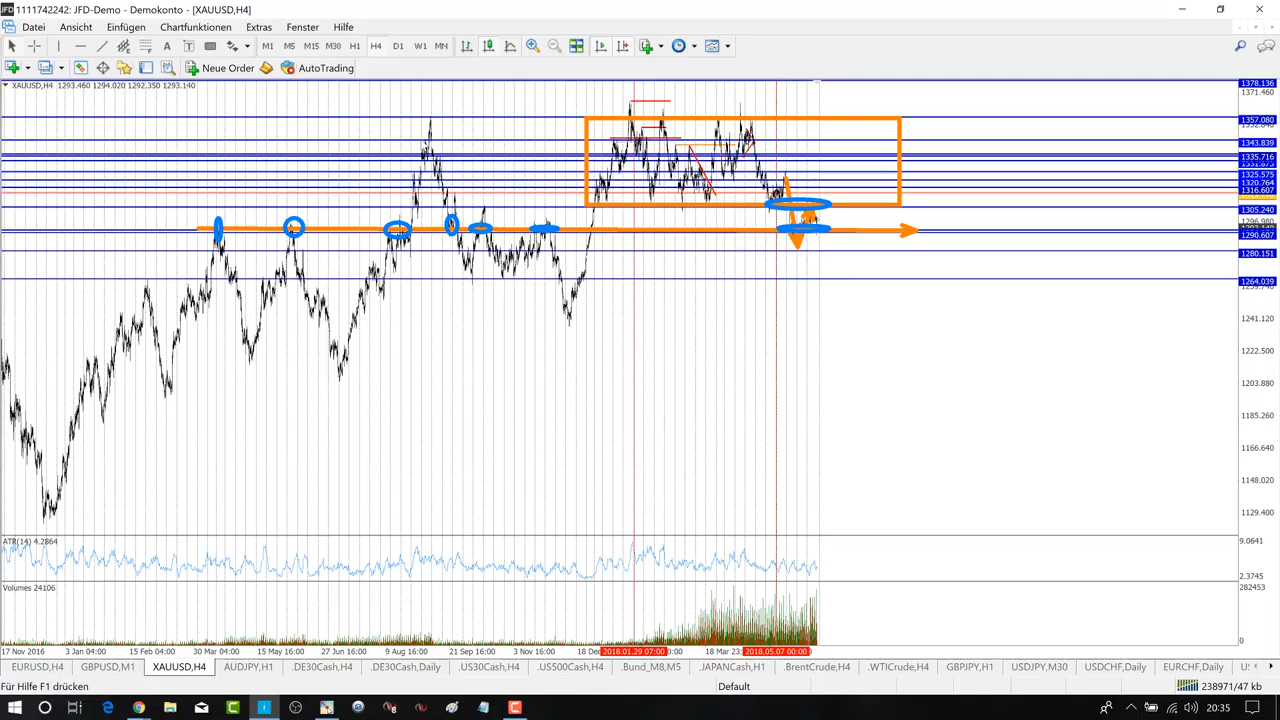 1111742242: JFD-Demo - Demokonto - [XAUUSD,H4]
Datei Ansicht Einfügen Chartfunktionen Extras Fenster Hilfe
A T M1 M5 M15 M30 H1 H4 D1 W1 MN
Neue Order AutoTrading
XAUUSD,H4 1293.460 1294.020 1292.350 1293.140
1378.136
1371.460
1357.080
1343.839
1335.716
1325.575
1320.764
1316.607
1305.240
1296.980
1290.607
1280.151
1264.039
1241.120
1222.500
1203.880
1185.260
1166.640
1148.020
1129.400
ATR(14) 4.2864
9.0641
2.3745
Volumes 24106
282453
0
17 Nov 2016 3 Jan 04:00 15 Feb 04:00 30 Mar 04:00 15 May 16:00 27 Jun 16:00 9 Aug 16:00 21 Sep 16:00 3 Nov 16:00 18 Dec 2018.01.29 07:00 0:00 18 Mar 23: 2018.05.07 00:00
EURUSD,H4 GBPUSD,M1 XAUUSD,H4 AUDJPY,H1 .DE30Cash,H4 .DE30Cash,Daily .US30Cash,H4 .US500Cash,H4 .Bund_M8,M5 .JAPANCash,H1 .BrentCrude,H4 .WTICrude,H4 GBPJPY,H1 USDJPY,M30 USDCHF,Daily EURCHF,Daily
Für Hilfe F1 drücken Default 238971/47 kb
20:35